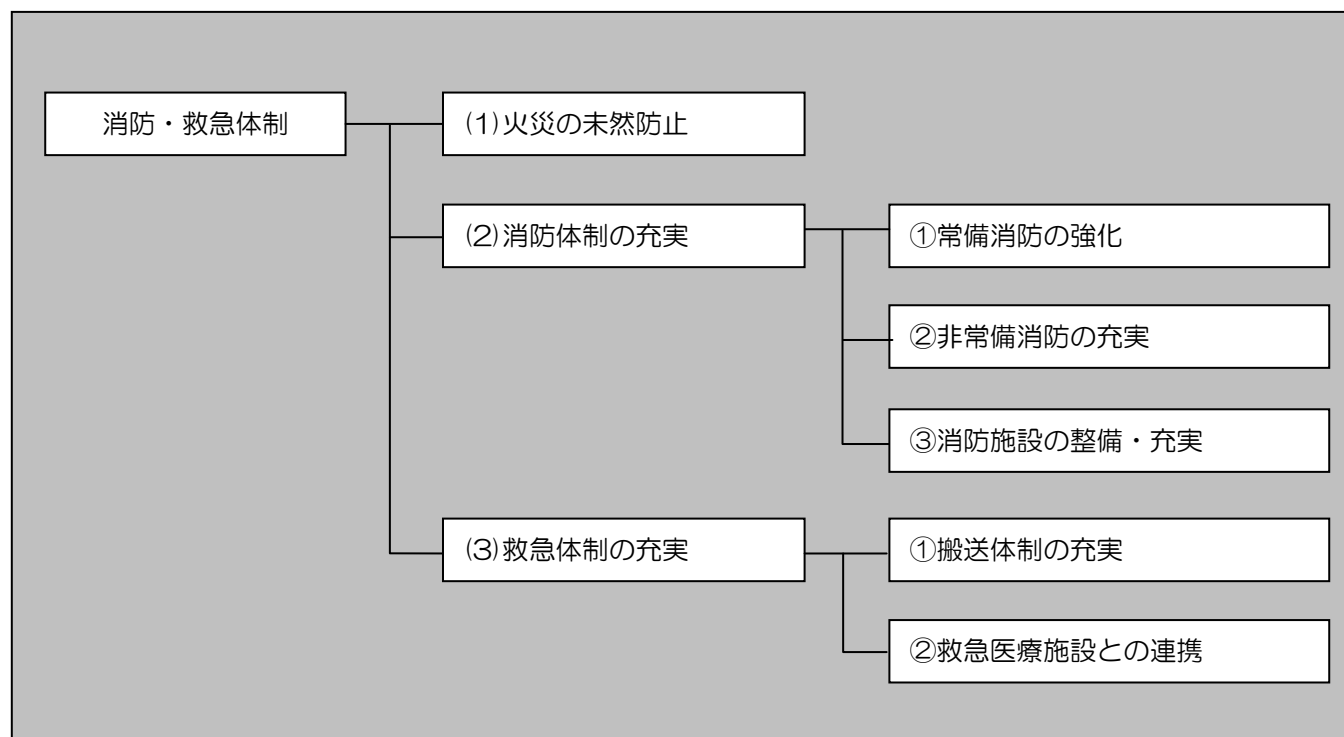 消防・救急体制
(1)火災の未然防止
(2)消防体制の充実
①常備消防の強化
②非常備消防の充実
③消防施設の整備・充実
(3)救急体制の充実
①搬送体制の充実
②救急医療施設との連携